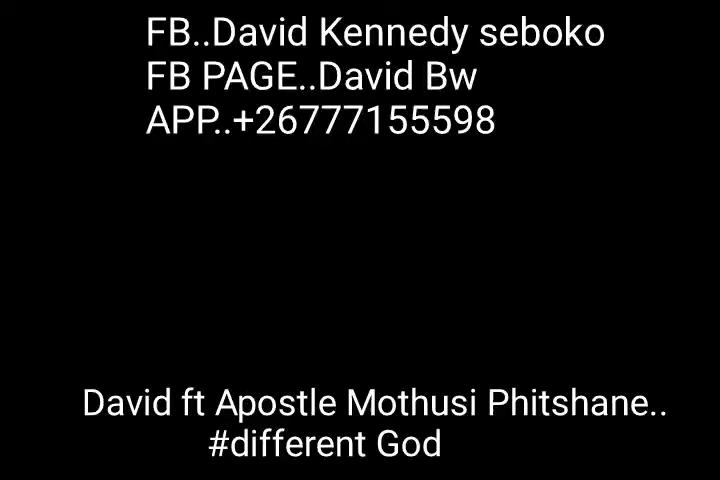 FB..David Kennedy seboko
FB PAGE..David Bw
APP..+26777155598
David ft Apostle Mothusi Phitshane..
#different God